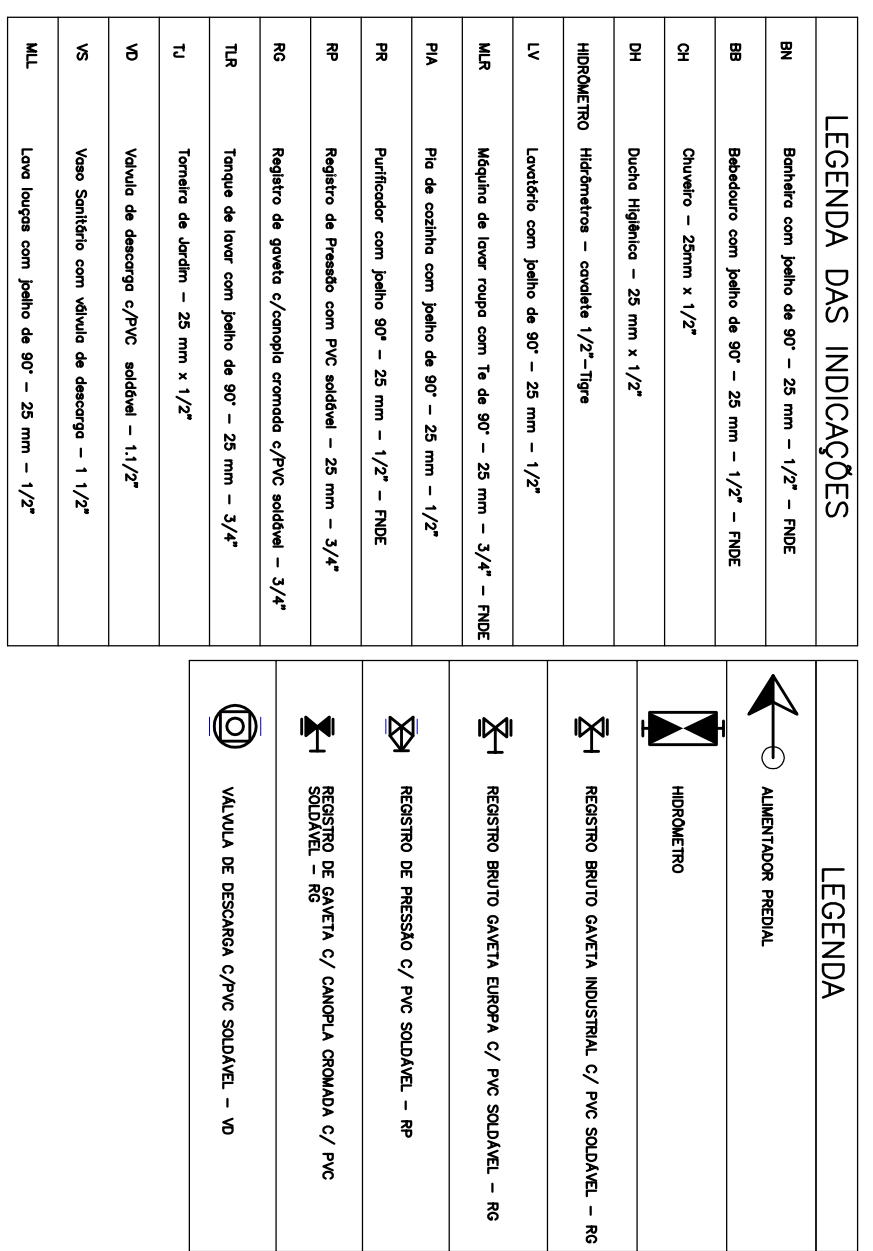 LEGENDA DAS INDICAÇÕES
BN Banheira com joelho de 90° – 25 mm – 1/2" – FNDE
BB Bebedouro com joelho de 90° – 25 mm – 1/2" – FNDE
CH Chuveiro – 25mm x 1/2"
DH Ducha Higiênica – 25 mm x 1/2"
HIDRÔMETRO Hidrômetros – cavalete 1/2"–Tigre
LV Lavatório com joelho de 90° – 25 mm – 1/2"
MLR Máquina de lavar roupa com Te de 90° – 25 mm – 3/4" – FNDE
PIA Pia de cozinha com joelho de 90° – 25 mm – 1/2"
PR Purificador com joelho 90° – 25 mm – 1/2" – FNDE
RP Registro de Pressão com PVC soldável – 25 mm – 3/4"
RG Registro de gaveta c/canopla cromada c/PVC soldável – 3/4"
TLR Tanque de lavar com joelho de 90° – 25 mm – 3/4"
TJ Torneira de Jardim – 25 mm x 1/2"
VD Valvula de descarga c/PVC soldável – 1.1/2"
VS Vaso Sanitário com válvula de descarga – 1 1/2"
MLL Lava louças com joelho de 90° – 25 mm – 1/2"
LEGENDA
ALIMENTADOR PREDIAL
HIDRÔMETRO
REGISTRO BRUTO GAVETA INDUSTRIAL C/ PVC SOLDÁVEL – RG
REGISTRO BRUTO GAVETA EUROPA C/ PVC SOLDÁVEL – RG
REGISTRO DE PRESSÃO C/ PVC SOLDÁVEL – RP
REGISTRO DE GAVETA C/ CANOPLA CROMADA C/ PVC
SOLDÁVEL – RG
VÁLVULA DE DESCARGA C/PVC SOLDÁVEL – VD